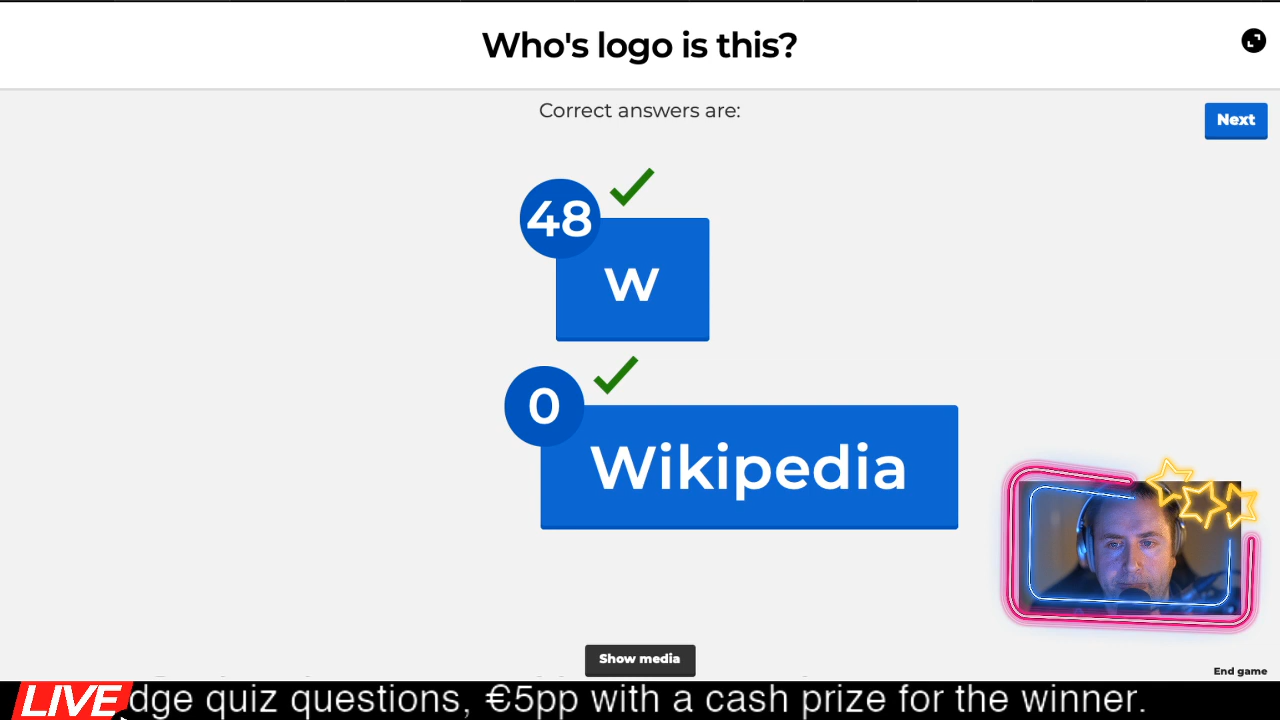 Who's logo is this?
Correct answers are:
Next
48
w
0
Wikipedia
Show media
End game
LIVE dge quiz questions, €5pp with a cash prize for the winner.